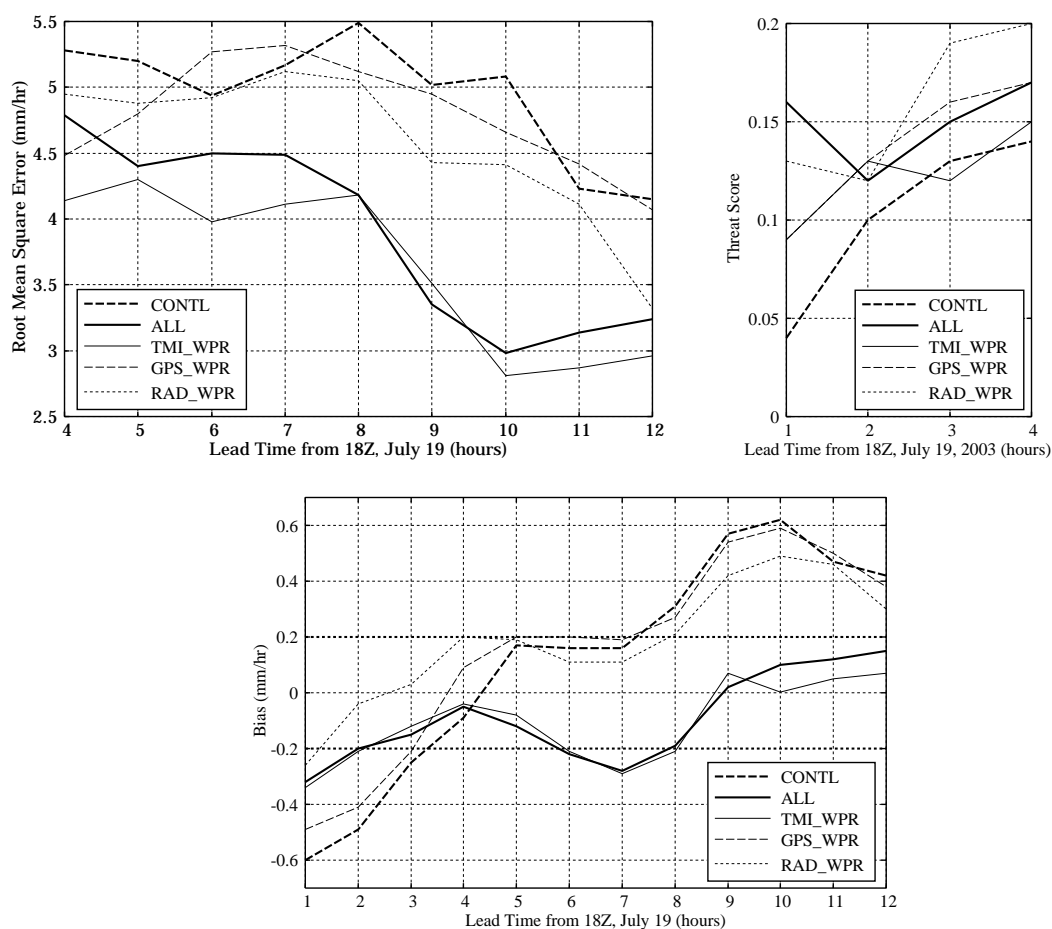 5.5
5
4.5
4
3.5
3
2.5
Root Mean Square Error (mm/hr)
CONTL
ALL
TMI_WPR
GPS_WPR
RAD_WPR
4 5 6 7 8 9 10 11 12
Lead Time from 18Z, July 19 (hours)
0.2
0.15
0.1
0.05
0
Threat Score
CONTL
ALL
TMI_WPR
GPS_WPR
RAD_WPR
1 2 3 4
Lead Time from 18Z, July 19, 2003 (hours)
0.6
0.4
0.2
0
-0.2
-0.4
-0.6
Bias (mm/hr)
CONTL
ALL
TMI_WPR
GPS_WPR
RAD_WPR
1 2 3 4 5 6 7 8 9 10 11 12
Lead Time from 18Z, July 19 (hours)